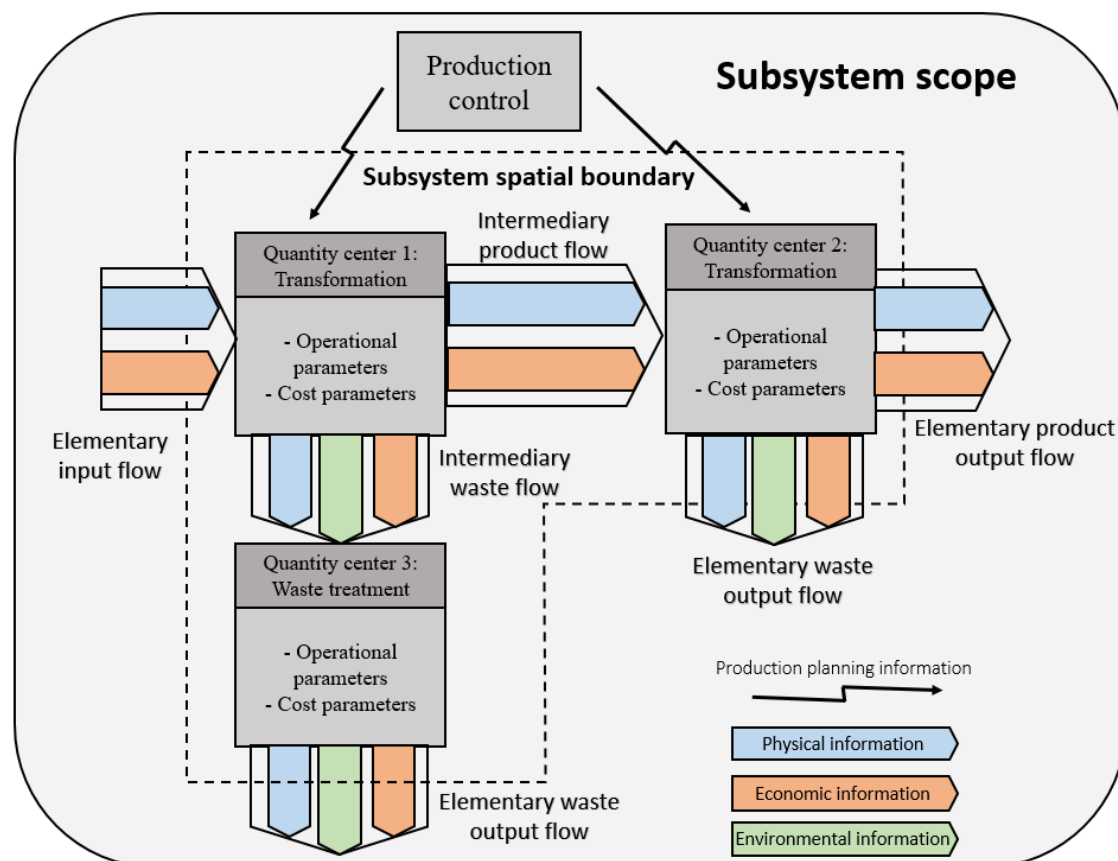 Production
control
Subsystem scope
Subsystem spatial boundary
Intermediary
product flow
Quantity center 1:
Transformation
- Operational
parameters
- Cost parameters
Quantity center 2:
Transformation
- Operational
parameters
- Cost parameters
Elementary
input flow
Intermediary
waste flow
Elementary product
output flow
Quantity center 3:
Waste treatment
- Operational
parameters
- Cost parameters
Elementary waste
output flow
Elementary waste
output flow
Production planning information
Physical information
Economic information
Environmental information